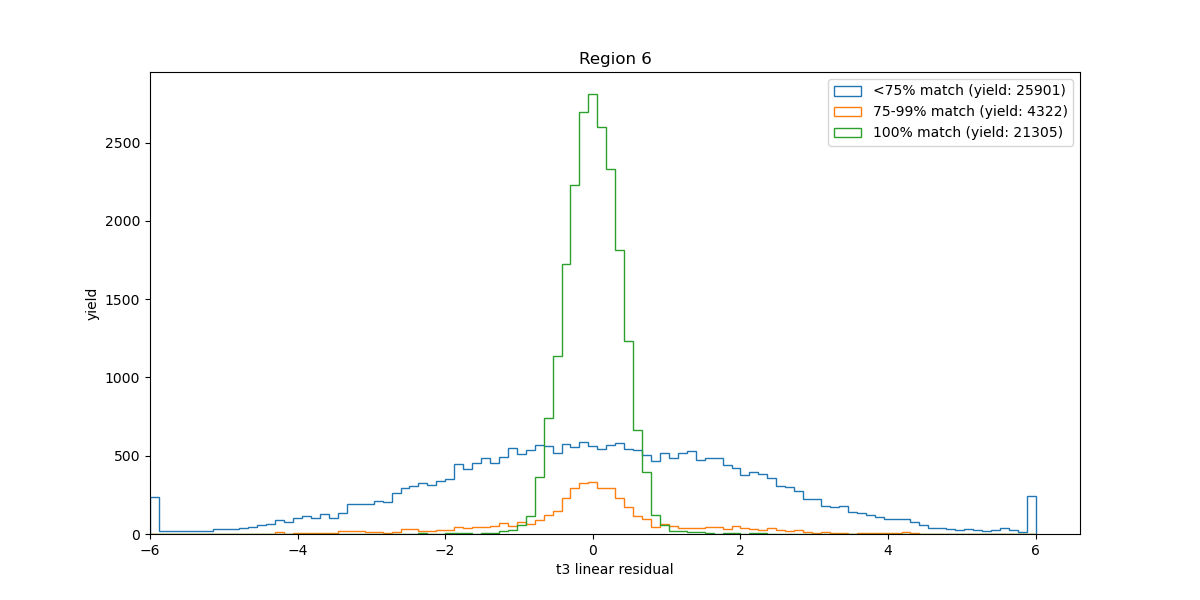 Region 6
<75% match (yield: 25901)
75-99% match (yield: 4322)
100% match (yield: 21305)
yield
2500
2000
1500
1000
500
0
−6
−4
−2
0
2
4
6
t3 linear residual